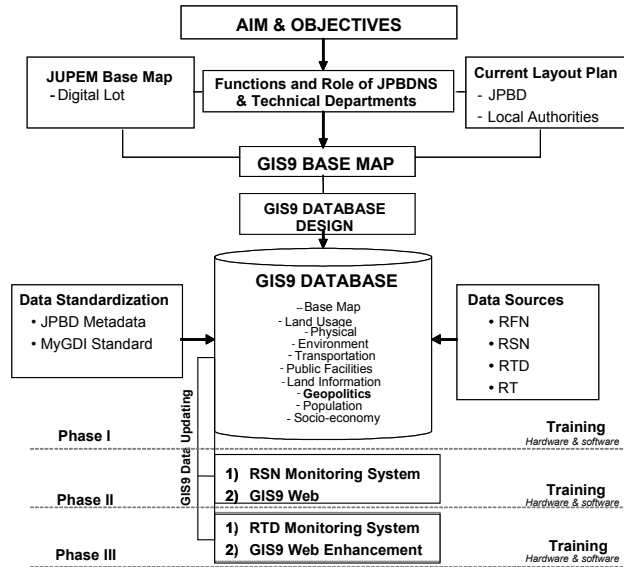 AIM & OBJECTIVES
JUPEM Base Map
- Digital Lot
Functions and Role of JPBDNS
& Technical Departments
Current Layout Plan
- JPBD
- Local Authorities
GIS9 BASE MAP
GIS9 DATABASE
DESIGN
GIS9 DATABASE
-- Base Map
- Land Usage
- Physical
- Environment
- Transportation
- Public Facilities
- Land Information
- Geopolitics
- Population
- Socio-economy
Data Standardization
• JPBD Metadata
• MyGDI Standard
Data Sources
• RFN
• RSN
• RTD
• RT
GIS9 Data Updating
Phase I
Training
Hardware & software
1) RSN Monitoring System
2) GIS9 Web
Phase II
Training
Hardware & software
1) RTD Monitoring System
2) GIS9 Web Enhancement
Phase III
Training
Hardware & software